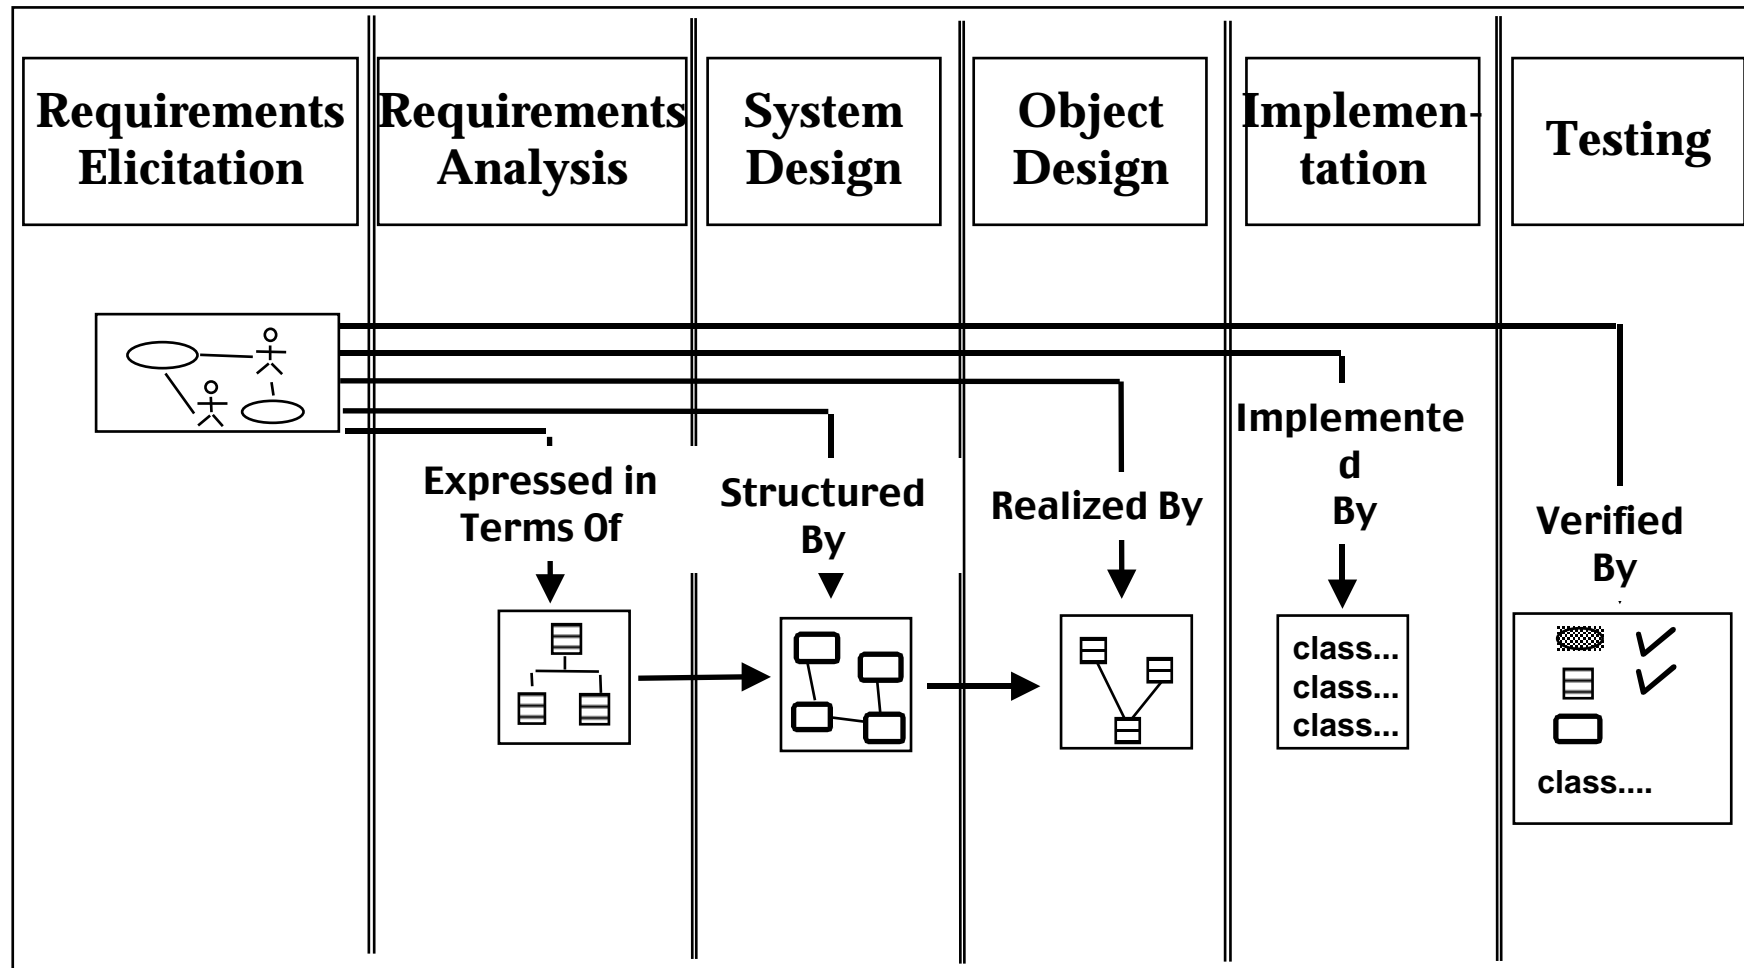 Requirements
Elicitation
Requirements
Analysis
System
Design
Object
Design
Implemen-
tation
Testing
Expressed in
Terms Of
Structured
By
Realized By
Implemente
d
By
Verified
By
class...
class...
class...
class....